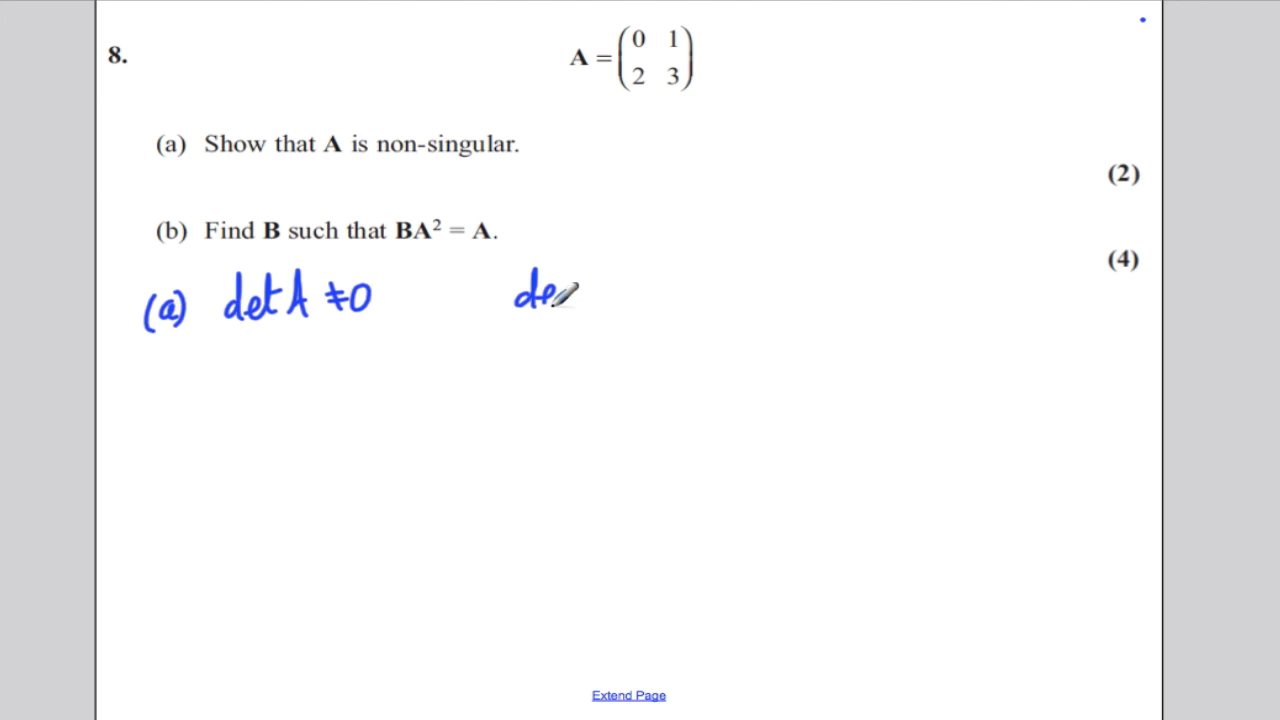 8. A = (0 1
2 3)
(a) Show that A is non-singular.
(2)
(b) Find B such that BA² = A.
(4)
(a) det A ≠0 de
Extend Page